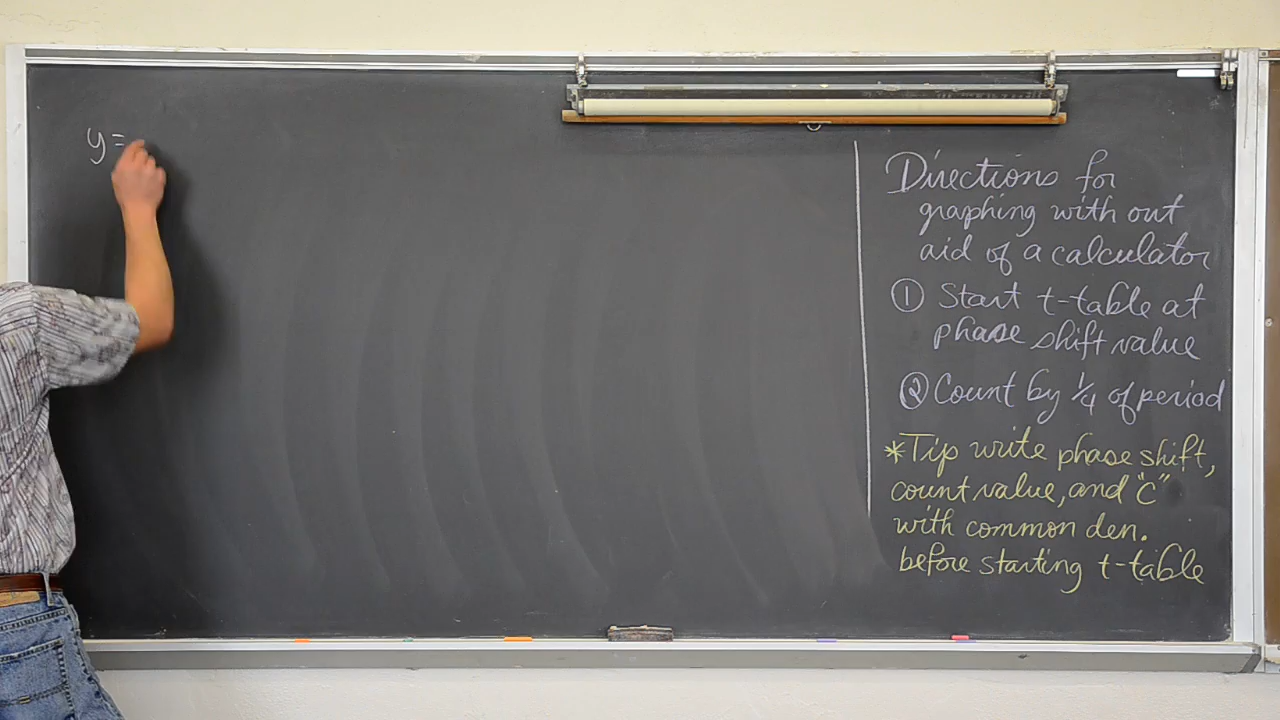 y=
Directions for
graphing with out
aid of a calculator
① Start t-table at
phase shift value
② Count by 1/4 of period
*Tip write phase shift,
count value, and "C"
with common den.
before starting t-table